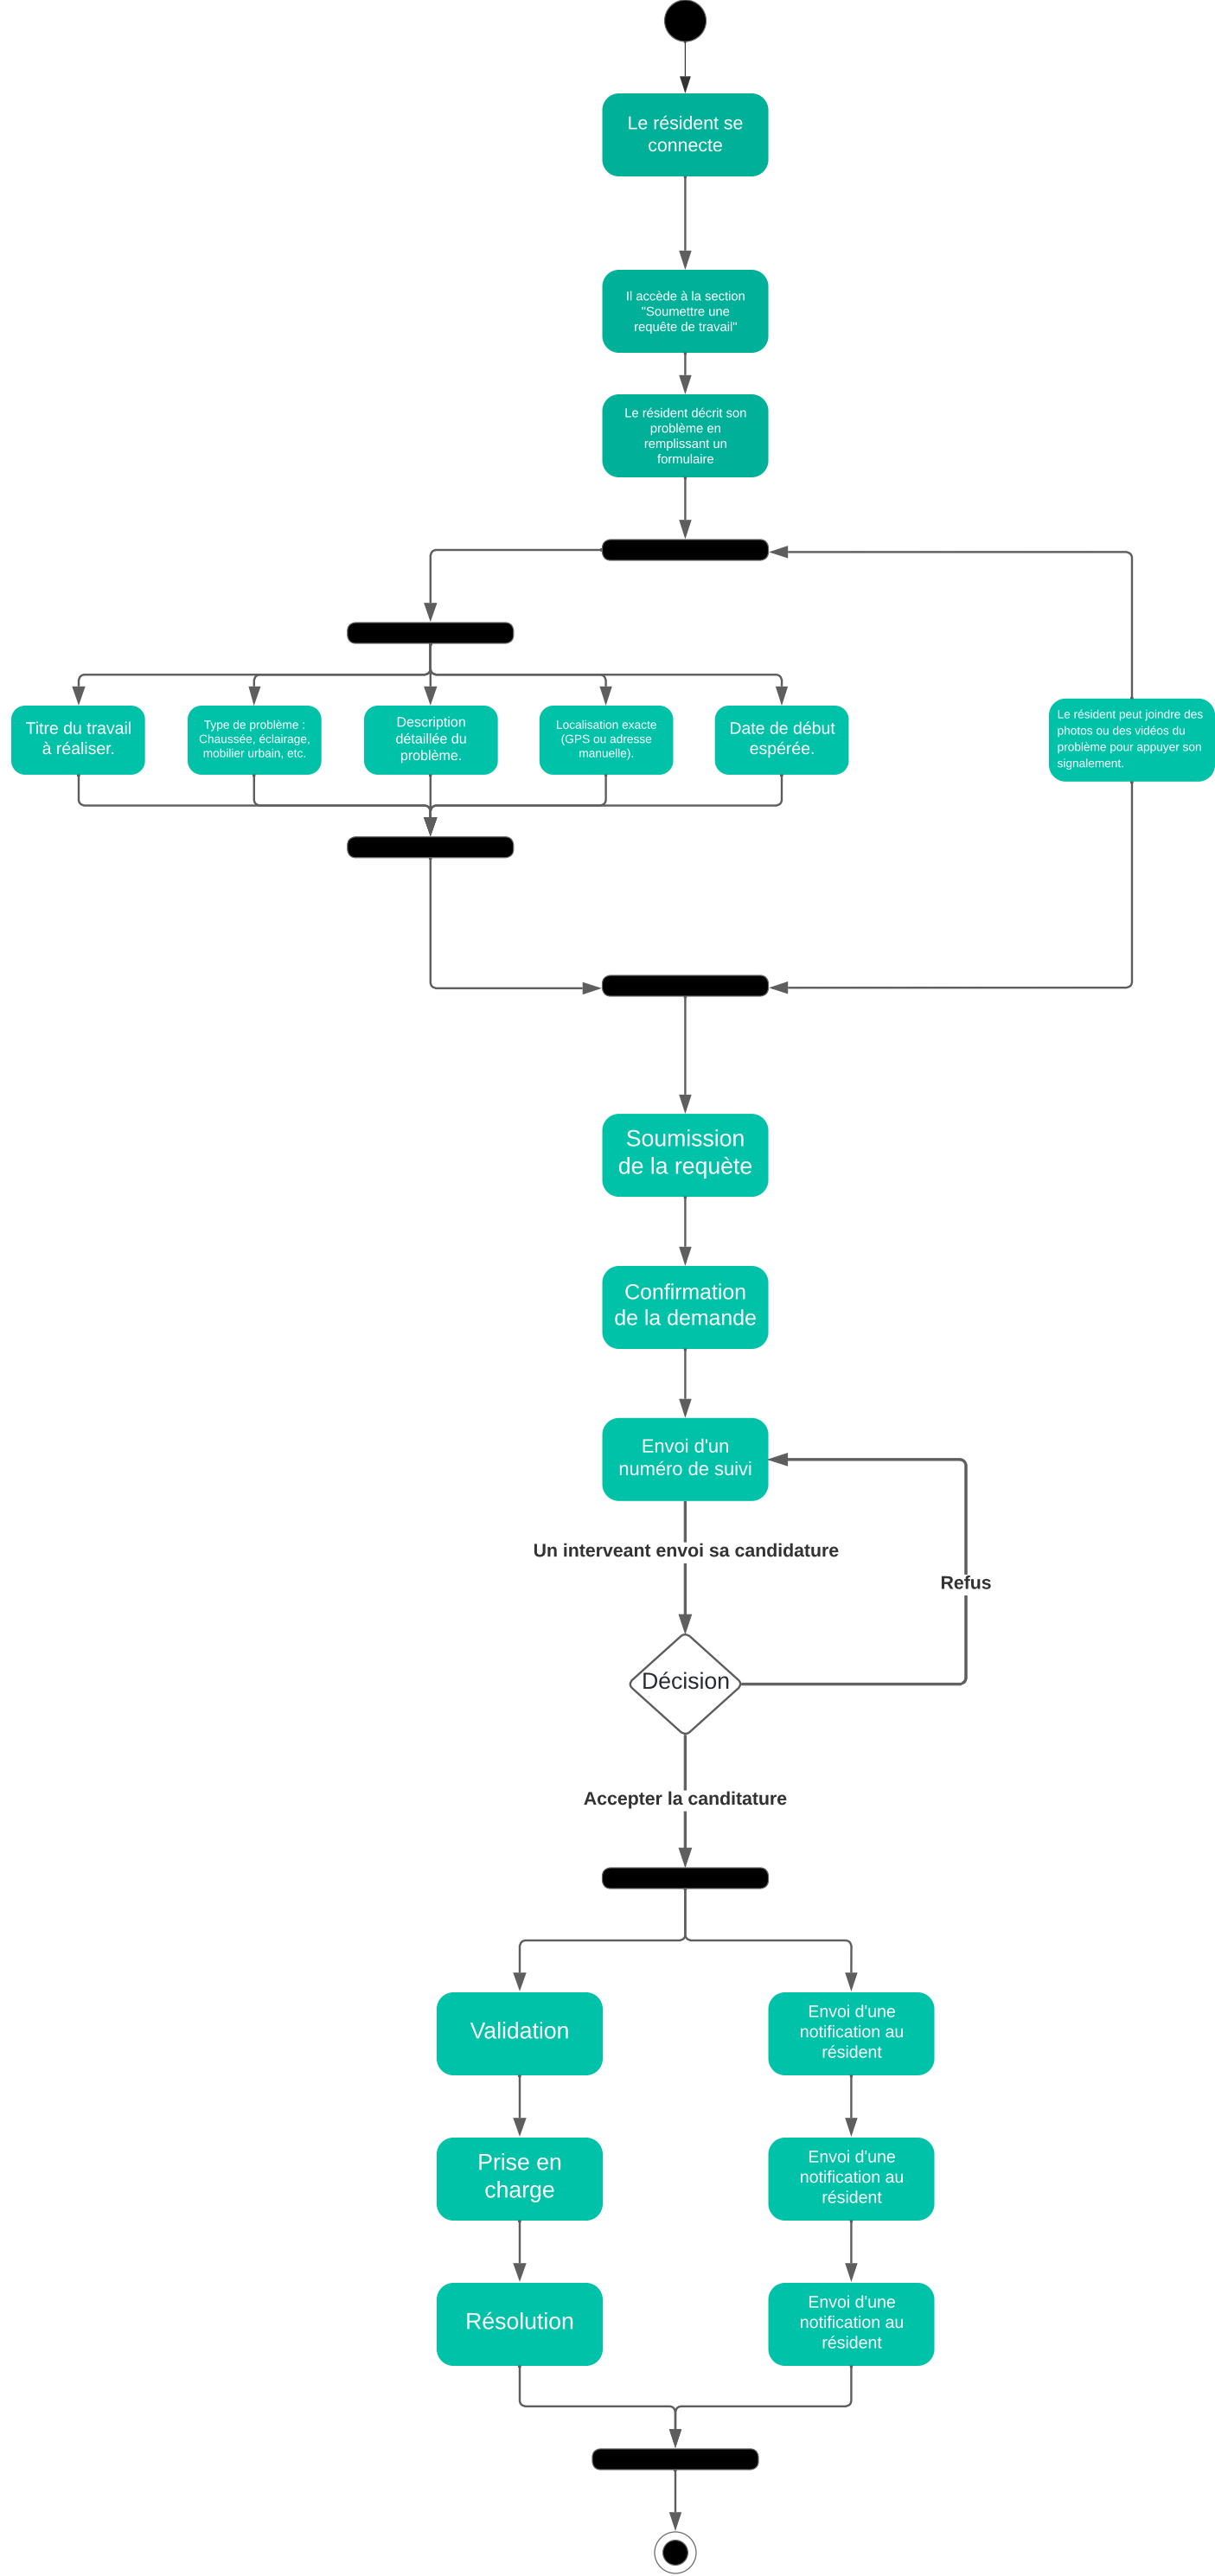 Le résident se
connecte
Il accède à la section
"Soumettre une
requête de travail"
Le résident décrit son
problème en
remplissant un
formulaire
Titre du travail
à réaliser.
Type de problème :
Chaussée, éclairage,
mobilier urbain, etc.
Description
détaillée du
problème.
Localisation exacte
(GPS ou adresse
manuelle).
Date de début
espérée.
Le résident peut joindre des
photos ou des vidéos du
problème pour appuyer son
signalement.
Soumission
de la requète
Confirmation
de la demande
Envoi d'un
numéro de suivi
Un interveant envoi sa candidature
Refus
Décision
Accepter la canditature
Validation
Envoi d'une
notification au
résident
Prise en
charge
Envoi d'une
notification au
résident
Résolution
Envoi d'une
notification au
résident